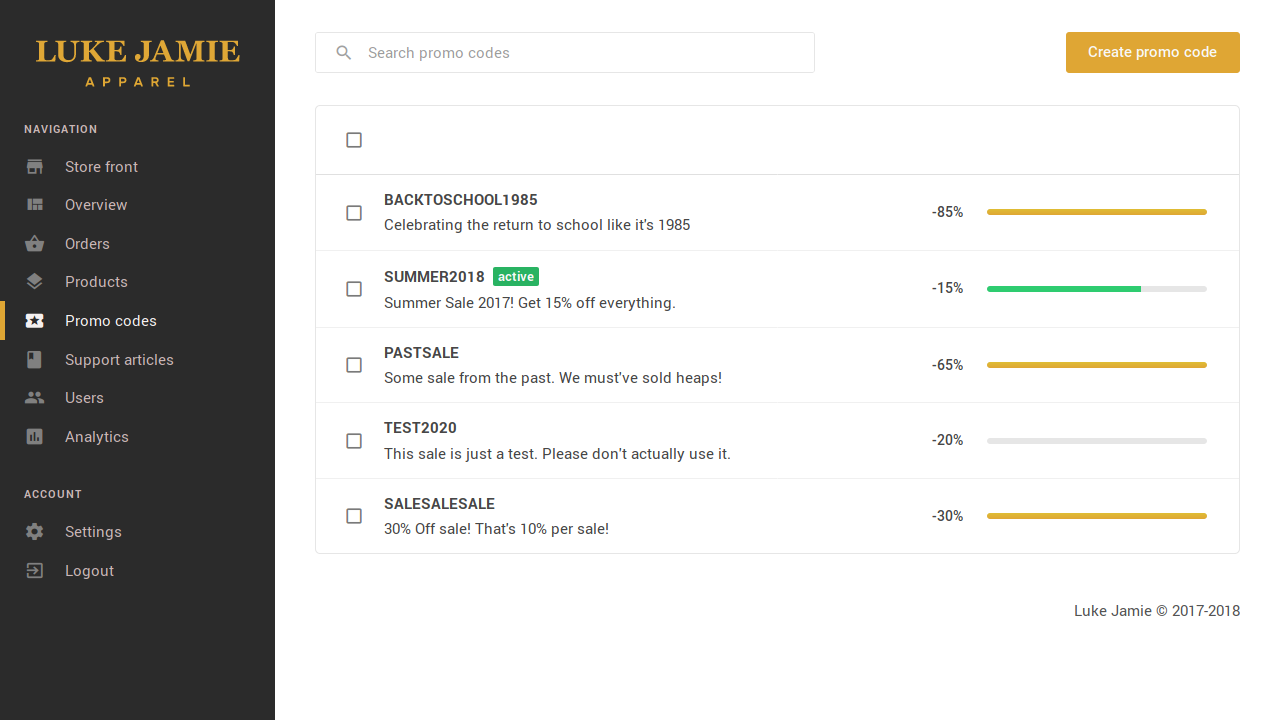 LUKE JAMIE
APPAREL
NAVIGATION
Store front
Overview
Orders
Products
Promo codes
Support articles
Users
Analytics
ACCOUNT
Settings
Logout
Search promo codes
Create promo code
BACKTOSCHOOL1985
Celebrating the return to school like it's 1985
-85%
SUMMER2018 active
Summer Sale 2017! Get 15% off everything.
-15%
PASTSALE
Some sale from the past. We must've sold heaps!
-65%
TEST2020
This sale is just a test. Please don't actually use it.
-20%
SALESALESALE
30% Off sale! That's 10% per sale!
-30%
Luke Jamie © 2017-2018